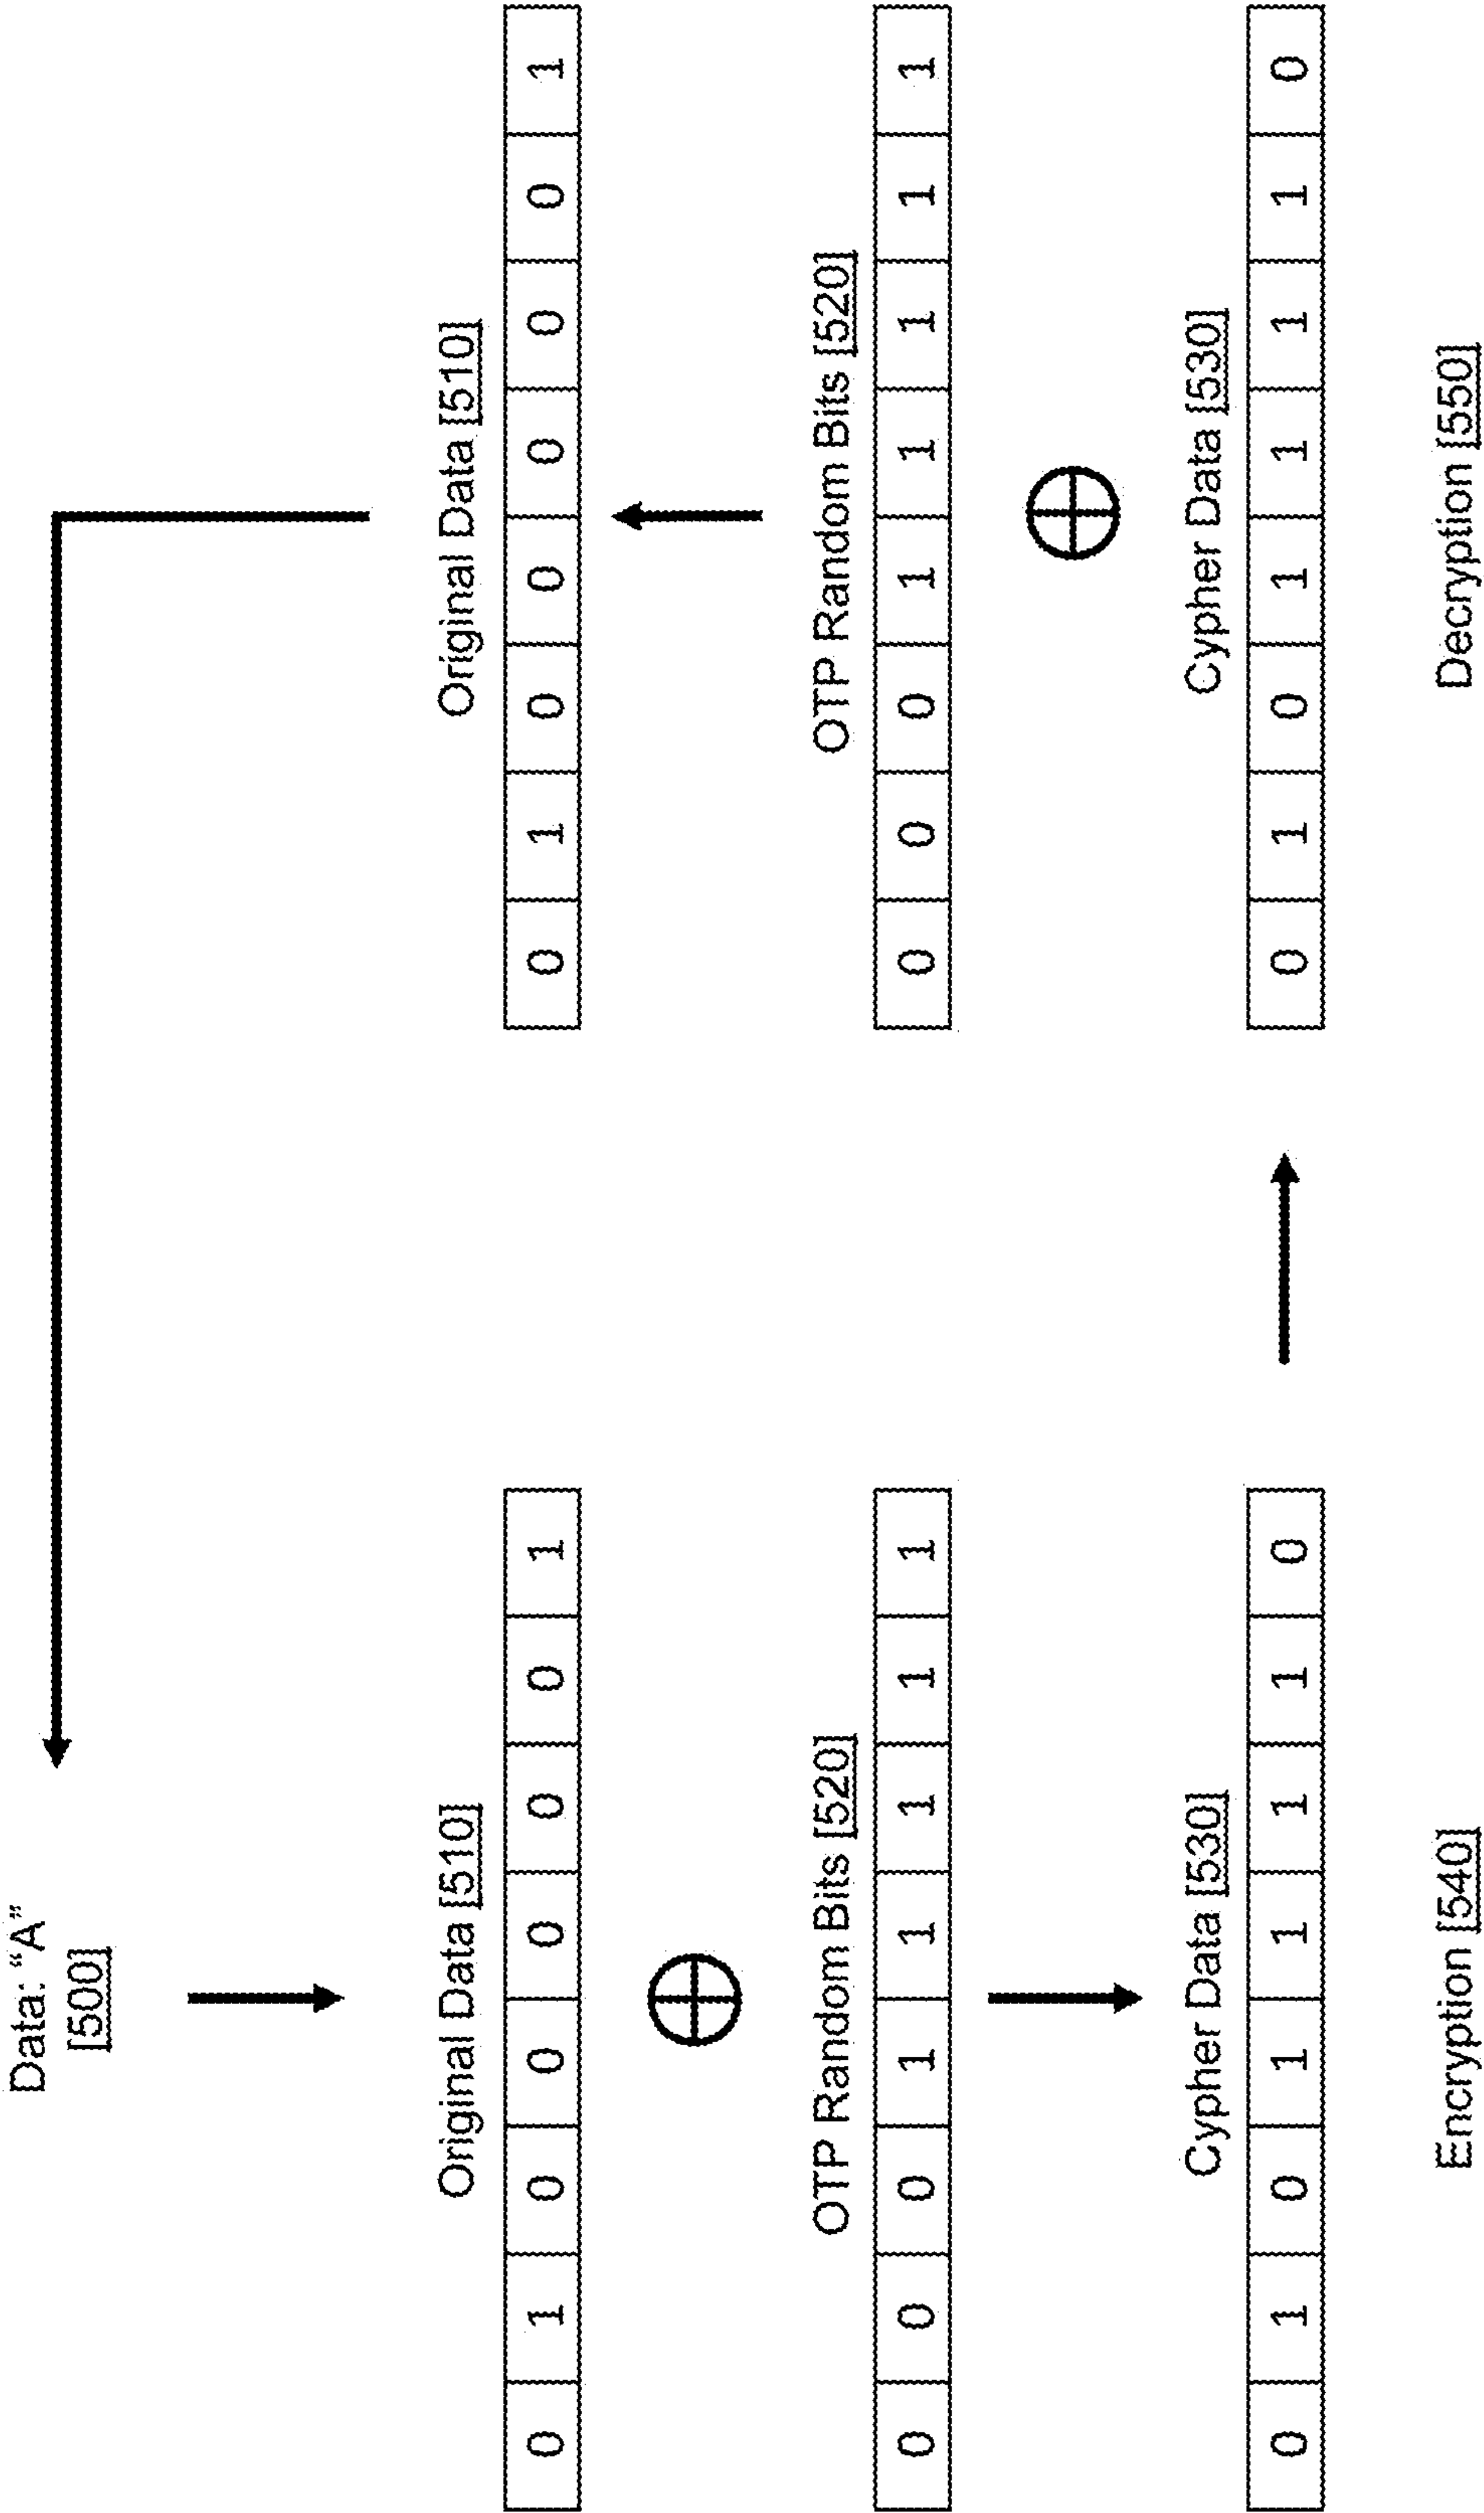 Data: “A”
[500]
Original Data [510]
0 1 0 0 0 0 0 1
OTP Random Bits [520]
0 0 0 1 1 1 1 1
Cypher Data [530]
0 1 0 1 1 1 1 0
Encryption [540]
Original Data [510]
0 1 0 0 0 0 0 1
OTP Random Bits [520]
0 0 0 1 1 1 1 1
Cypher Data [530]
0 1 0 1 1 1 1 0
Decryption [550]